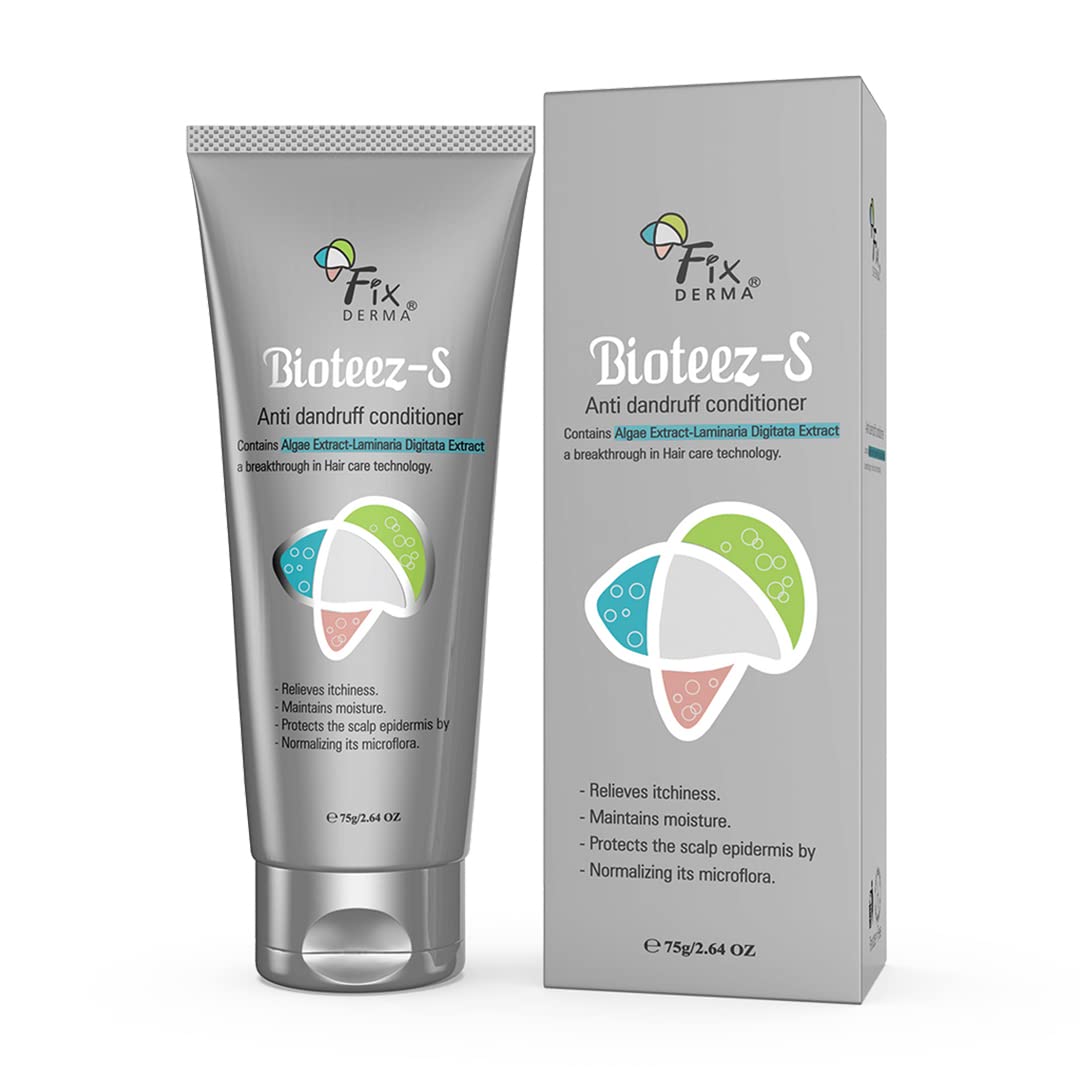 Fix
DERMA®
Bioteez-S
Anti dandruff conditioner
Contains Algae Extract-Laminaria Digitata Extract
a breakthrough in Hair care technology.
- Relieves itchiness.
- Maintains moisture.
- Protects the scalp epidermis by
- Normalizing its microflora.
℮ 75g/2.64 OZ
Fix
DERMA®
Bioteez-S
Anti dandruff conditioner
Contains Algae Extract-Laminaria Digitata Extract
a breakthrough in Hair care technology.
- Relieves itchiness.
- Maintains moisture.
- Protects the scalp epidermis by
- Normalizing its microflora.
℮ 75g/2.64 OZ
Fix
DERMA